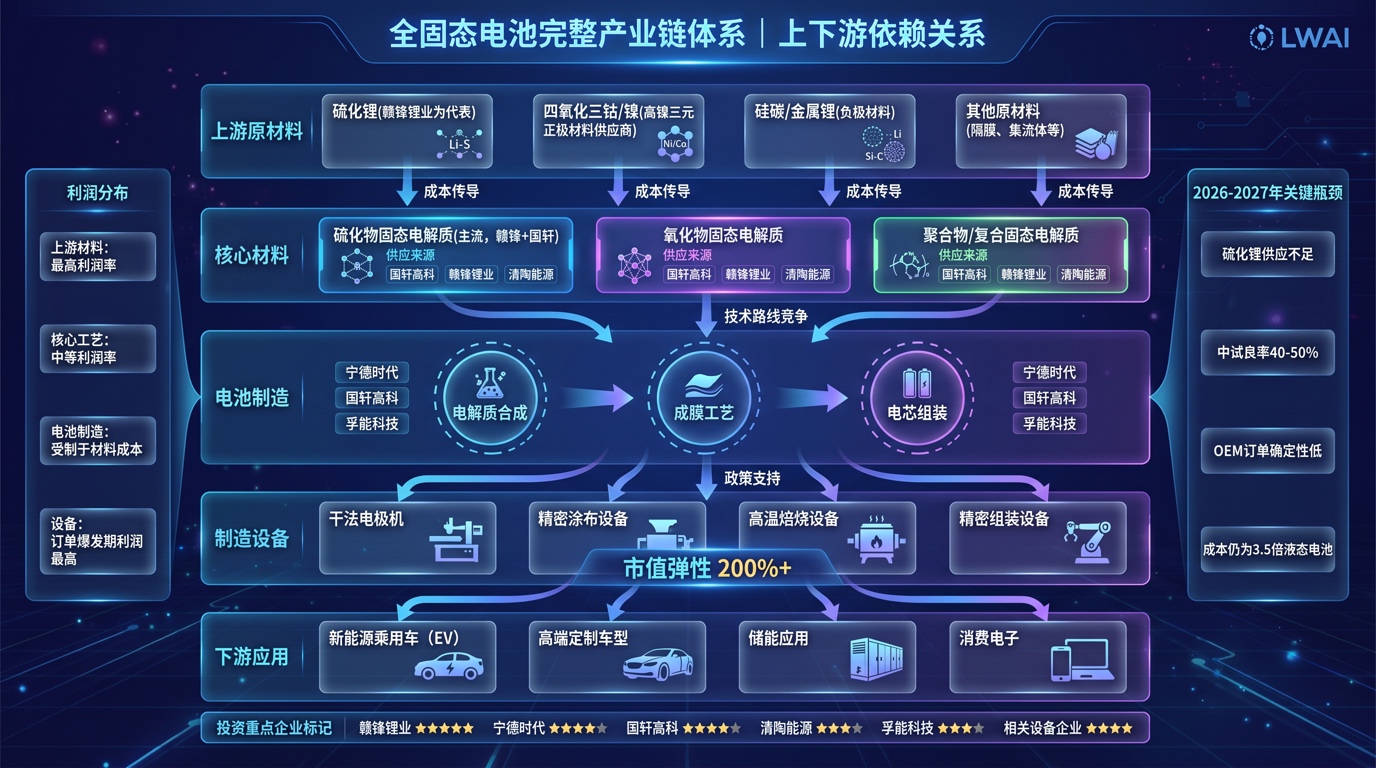 全固态电池完整产业链体系｜上下游依赖关系
LWAI
上游原材料
硫化锂(赣锋锂业为代表)
Li-S
四氧化三钴/镍(高镍三元
正极材料供应商)
Ni/Co
硅碳/金属锂(负极材料)
Li
Si-C
其他原材料
(隔膜、集流体等)
成本传导
成本传导
成本传导
成本传导
利润分布
上游材料：
最高利润率
核心工艺：
中等利润率
电池制造：
受制于材料成本
设备：
订单爆发期利润
最高
核心材料
硫化物固态电解质(主流，赣锋+国轩)
供应来源
国轩高科
赣锋锂业
清陶能源
氧化物固态电解质
供应来源
国轩高科
赣锋锂业
清陶能源
聚合物/复合固态电解质
供应来源
国轩高科
赣锋锂业
清陶能源
技术路线竞争
电池制造
宁德时代
国轩高科
孚能科技
电解质合成
成膜工艺
电芯组装
宁德时代
国轩高科
孚能科技
政策支持
制造设备
干法电极机
精密涂布设备
高温焙烧设备
精密组装设备
市值弹性 200%+
下游应用
新能源乘用车（EV）
高端定制车型
储能应用
消费电子
2026-2027年关键瓶颈
硫化锂供应不足
中试良率40-50%
OEM订单确定性低
成本仍为3.5倍液态电池
投资重点企业标记
赣锋锂业 ★★★★★
宁德时代 ★★★★★
国轩高科 ★★★★★
清陶能源 ★★★★
孚能科技 ★★★★
相关设备企业 ★★★★